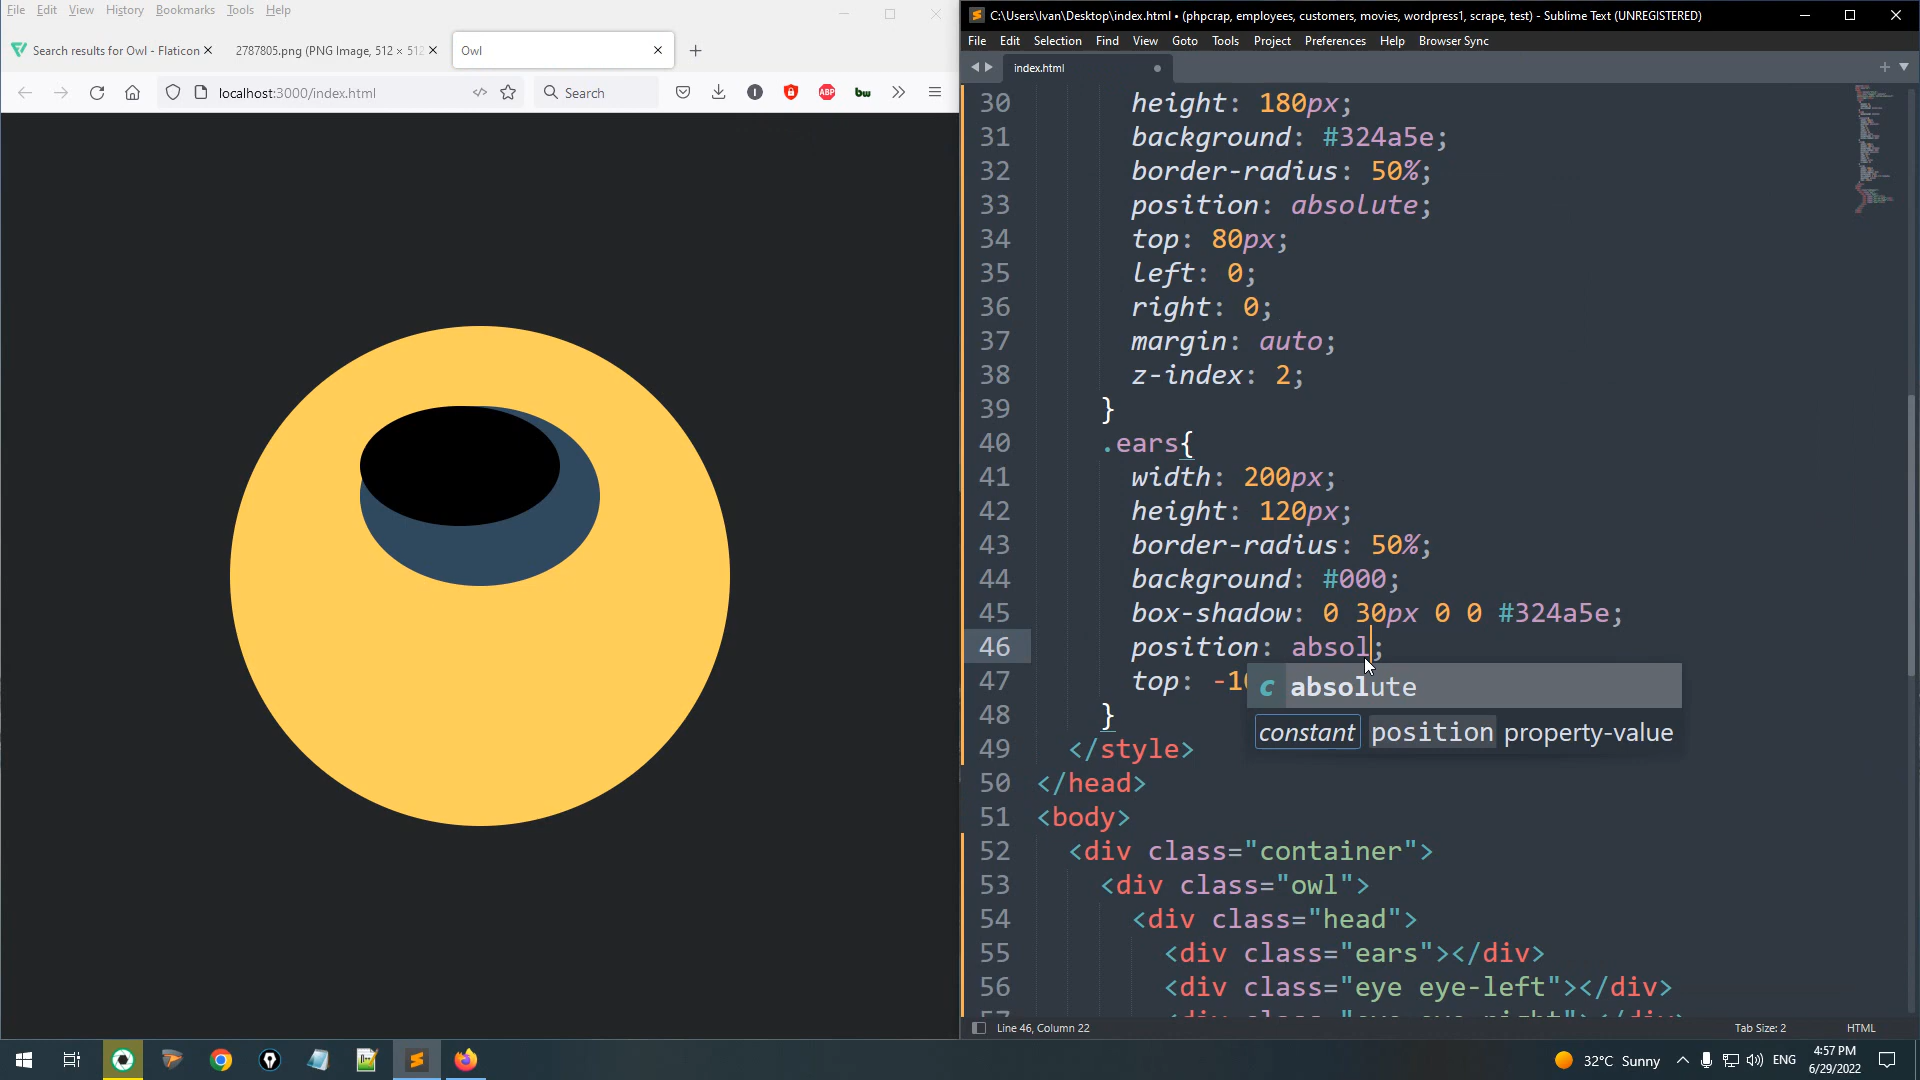 File Edit View History Bookmarks Tools Help
Search results for Owl - Flaticon
2787805.png (PNG Image, 512 × 512
Owl
localhost:3000/index.html
Search
ABP
bw
C:\Users\Ivan\Desktop\index.html • (phpcrap, employees, customers, movies, wordpress1, scrape, test) - Sublime Text (UNREGISTERED)
File Edit Selection Find View Goto Tools Project Preferences Help Browser Sync
index.html
30 height: 180px;
31 background: #324a5e;
32 border-radius: 50%;
33 position: absolute;
34 top: 80px;
35 left: 0;
36 right: 0;
37 margin: auto;
38 z-index: 2;
39 }
40 .ears{
41 width: 200px;
42 height: 120px;
43 border-radius: 50%;
44 background: #000;
45 box-shadow: 0 30px 0 0 #324a5e;
46 position: absol;
47 top:
c absolute
constant position property-value
48 }
49 </style>
50 </head>
51 <body>
52 <div class="container">
53 <div class="owl">
54 <div class="head">
55 <div class="ears"></div>
56 <div class="eye eye-left"></div>
Line 46, Column 22
Tab Size: 2
HTML
32°C Sunny
ENG
4:57 PM
6/29/2022